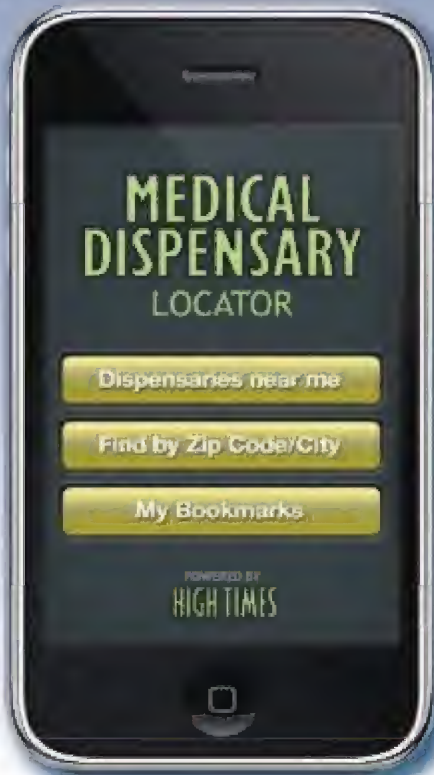 MEDICAL
DISPENSARY
LOCATOR
Dispensaries near me
Find by Zip Code/City
My Bookmarks
POWERED BY
HIGH TIMES